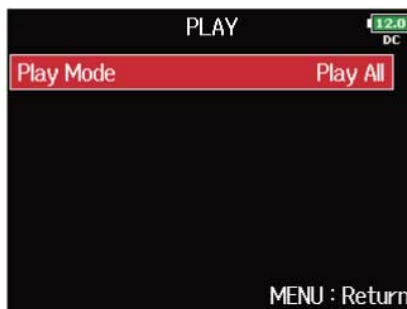 PLAY
12.0
DC
Play Mode Play All
MENU : Return